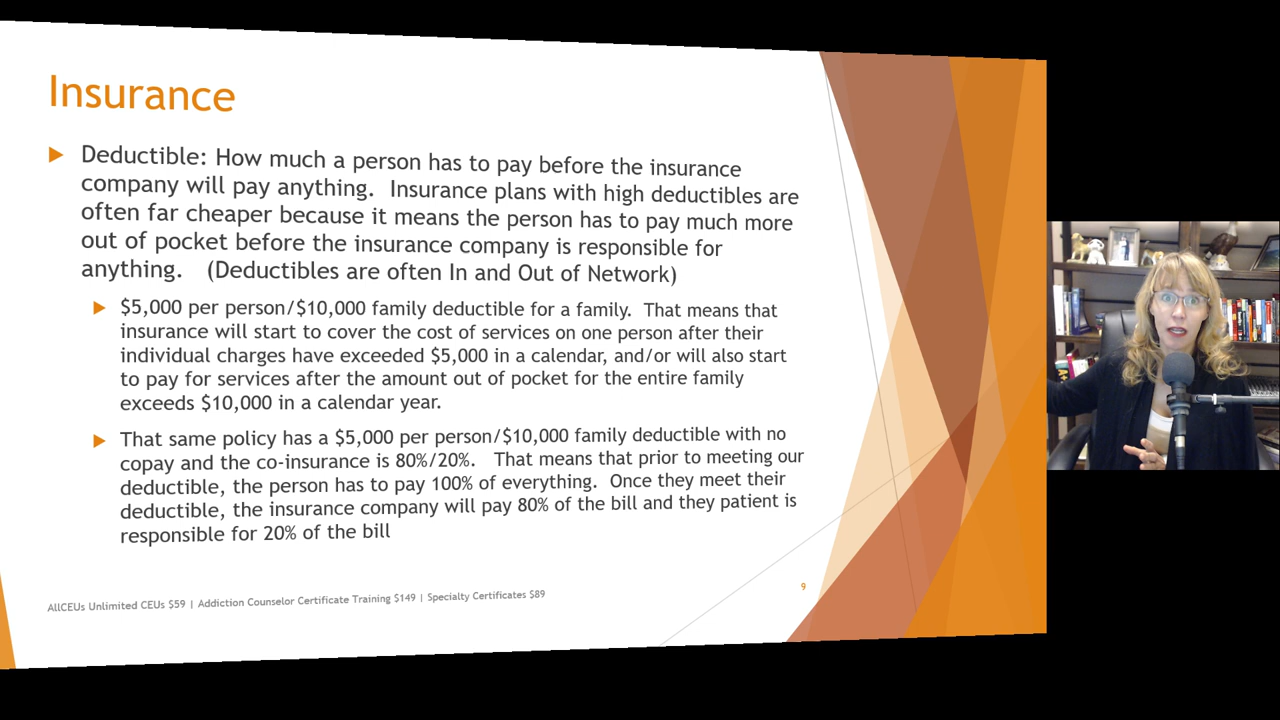 Insurance
Deductible: How much a person has to pay before the insurance
company will pay anything. Insurance plans with high deductibles are
often far cheaper because it means the person has to pay much more
out of pocket before the insurance company is responsible for
anything. (Deductibles are often In and Out of Network)
$5,000 per person/$10,000 family deductible for a family. That means that
insurance will start to cover the cost of services on one person after their
individual charges have exceeded $5,000 in a calendar, and/or will also start
to pay for services after the amount out of pocket for the entire family
exceeds $10,000 in a calendar year.
That same policy has a $5,000 per person/$10,000 family deductible with no
copay and the co-insurance is 80%/20%. That means that prior to meeting our
deductible, the person has to pay 100% of everything. Once they meet their
deductible, the insurance company will pay 80% of the bill and they patient is
responsible for 20% of the bill
9
AllCEUs Unlimited CEUs $59 | Addiction Counselor Certificate Training $149 | Specialty Certificates $89